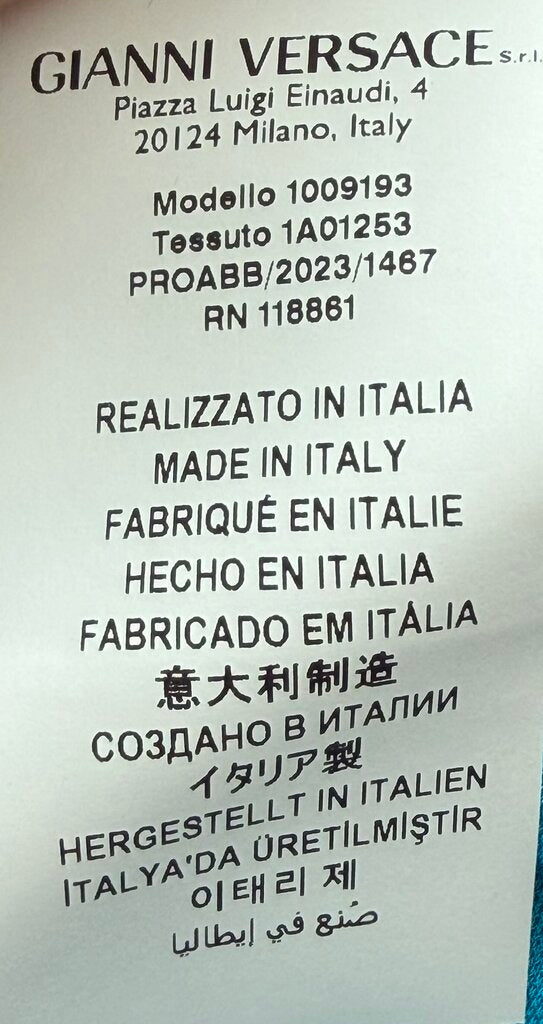 GIANNI VERSACE S.r.l.
Piazza Luigi Einaudi, 4
20124 Milano, Italy
Modello 1009193
Tessuto 1A01253
PROABB/2023/1467
RN 118861
REALIZZATO IN ITALIA
MADE IN ITALY
FABRIQUÉ EN ITALIE
HECHO EN ITALIA
FABRICADO EM ITÁLIA
意大利制造
СОЗДАНО В ИТАЛИИ
イタリア製
HERGESTELLT IN ITALIEN
İTALYA'DA ÜRETİLMİŞTİR
이태리 제
صُنع في إيطاليا